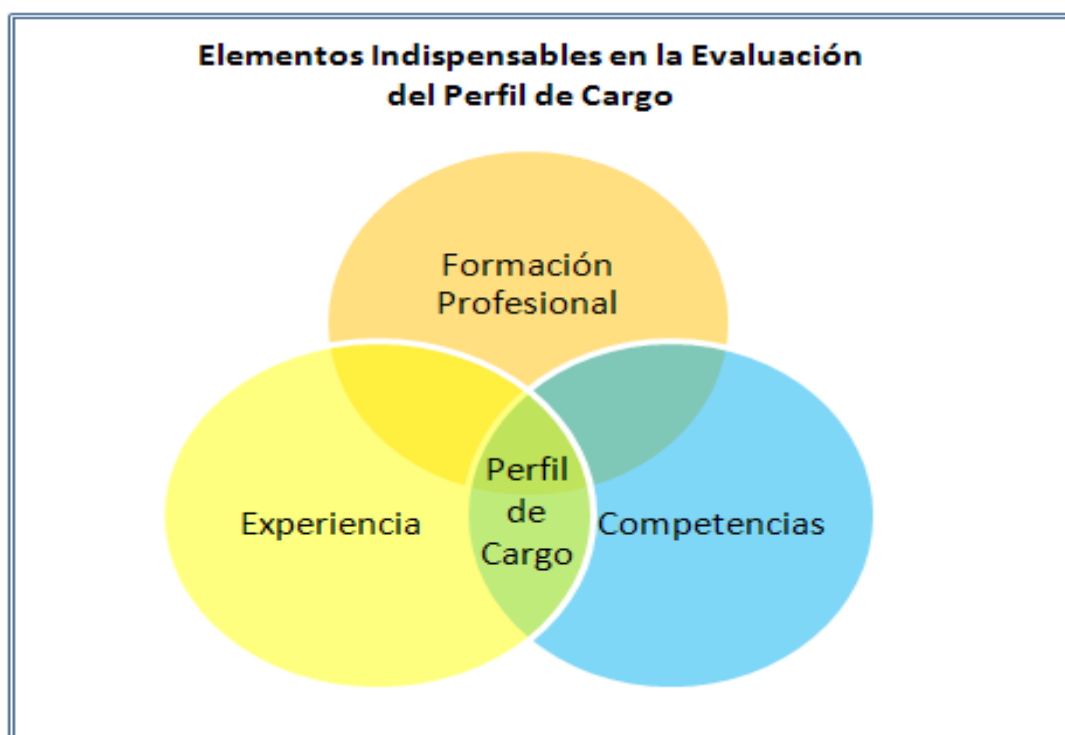 Elementos Indispensables en la Evaluación
del Perfil de Cargo
Formación
Profesional
Experiencia
Perfil
de
Cargo
Competencias